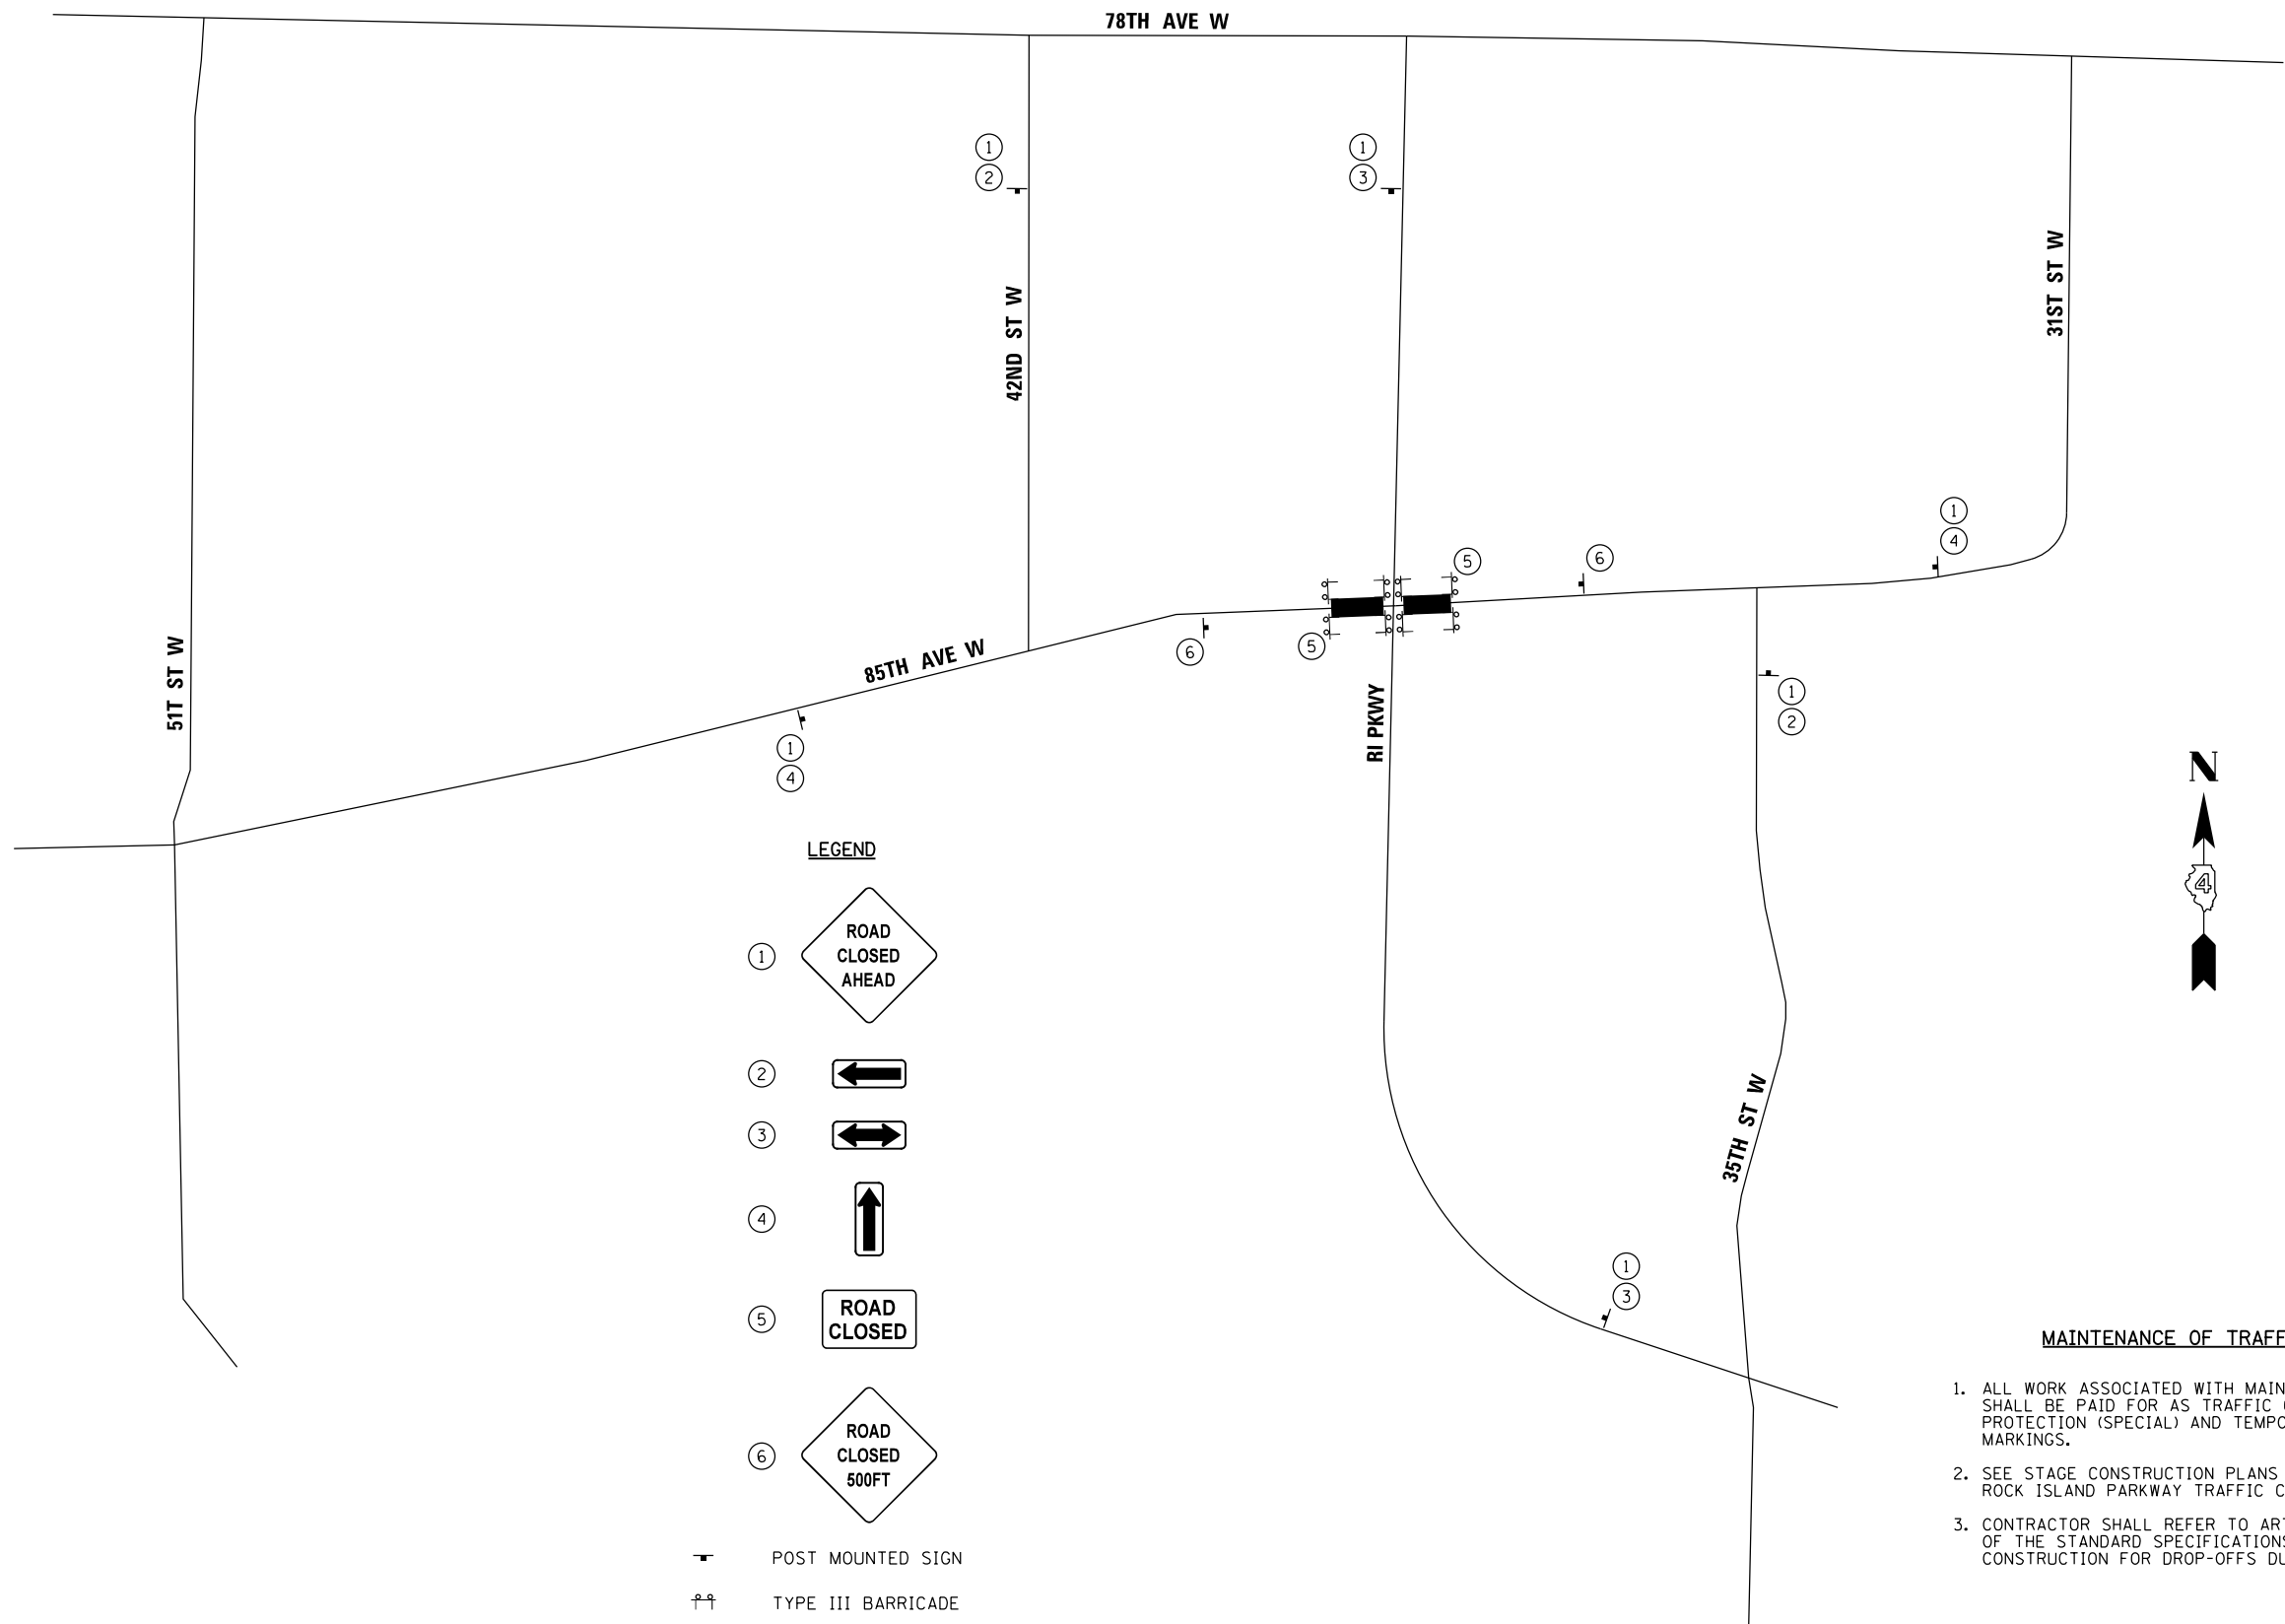 78TH AVE W
1
2
1
3
42ND ST W
31ST ST W
1
4
5
6
51T ST W
85TH AVE W
6
5
RI PKWY
1
2
1
4
N
4
LEGEND
1
ROAD
CLOSED
AHEAD
2
3
4
5
ROAD
CLOSED
6
ROAD
CLOSED
500FT
POST MOUNTED SIGN
TYPE III BARRICADE
35TH ST W
1
3
MAINTENANCE OF TRAFF
1. ALL WORK ASSOCIATED WITH MAIN
SHALL BE PAID FOR AS TRAFFIC
PROTECTION (SPECIAL) AND TEMPO
MARKINGS.
2. SEE STAGE CONSTRUCTION PLANS
ROCK ISLAND PARKWAY TRAFFIC C
3. CONTRACTOR SHALL REFER TO AR
OF THE STANDARD SPECIFICATIONS
CONSTRUCTION FOR DROP-OFFS DU